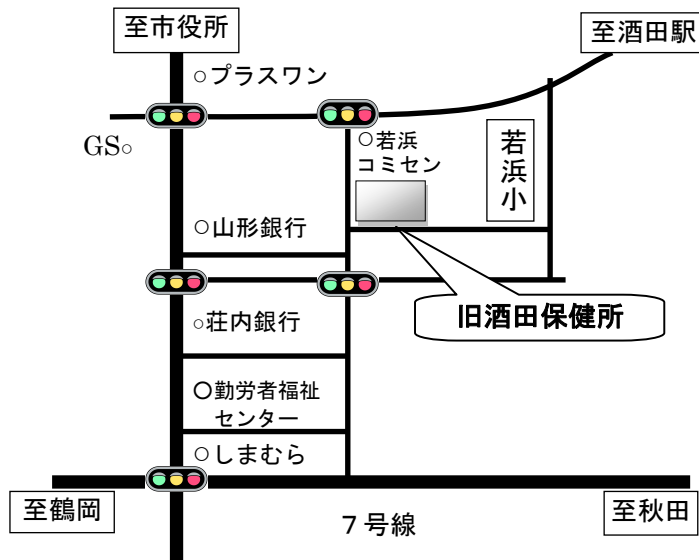 至市役所
至酒田駅
○プラスワン
GS○
○若浜
コミセン
若浜小
○山形銀行
旧酒田保健所
○荘内銀行
○勤労者福祉
センター
○しまむら
至鶴岡
７号線
至秋田